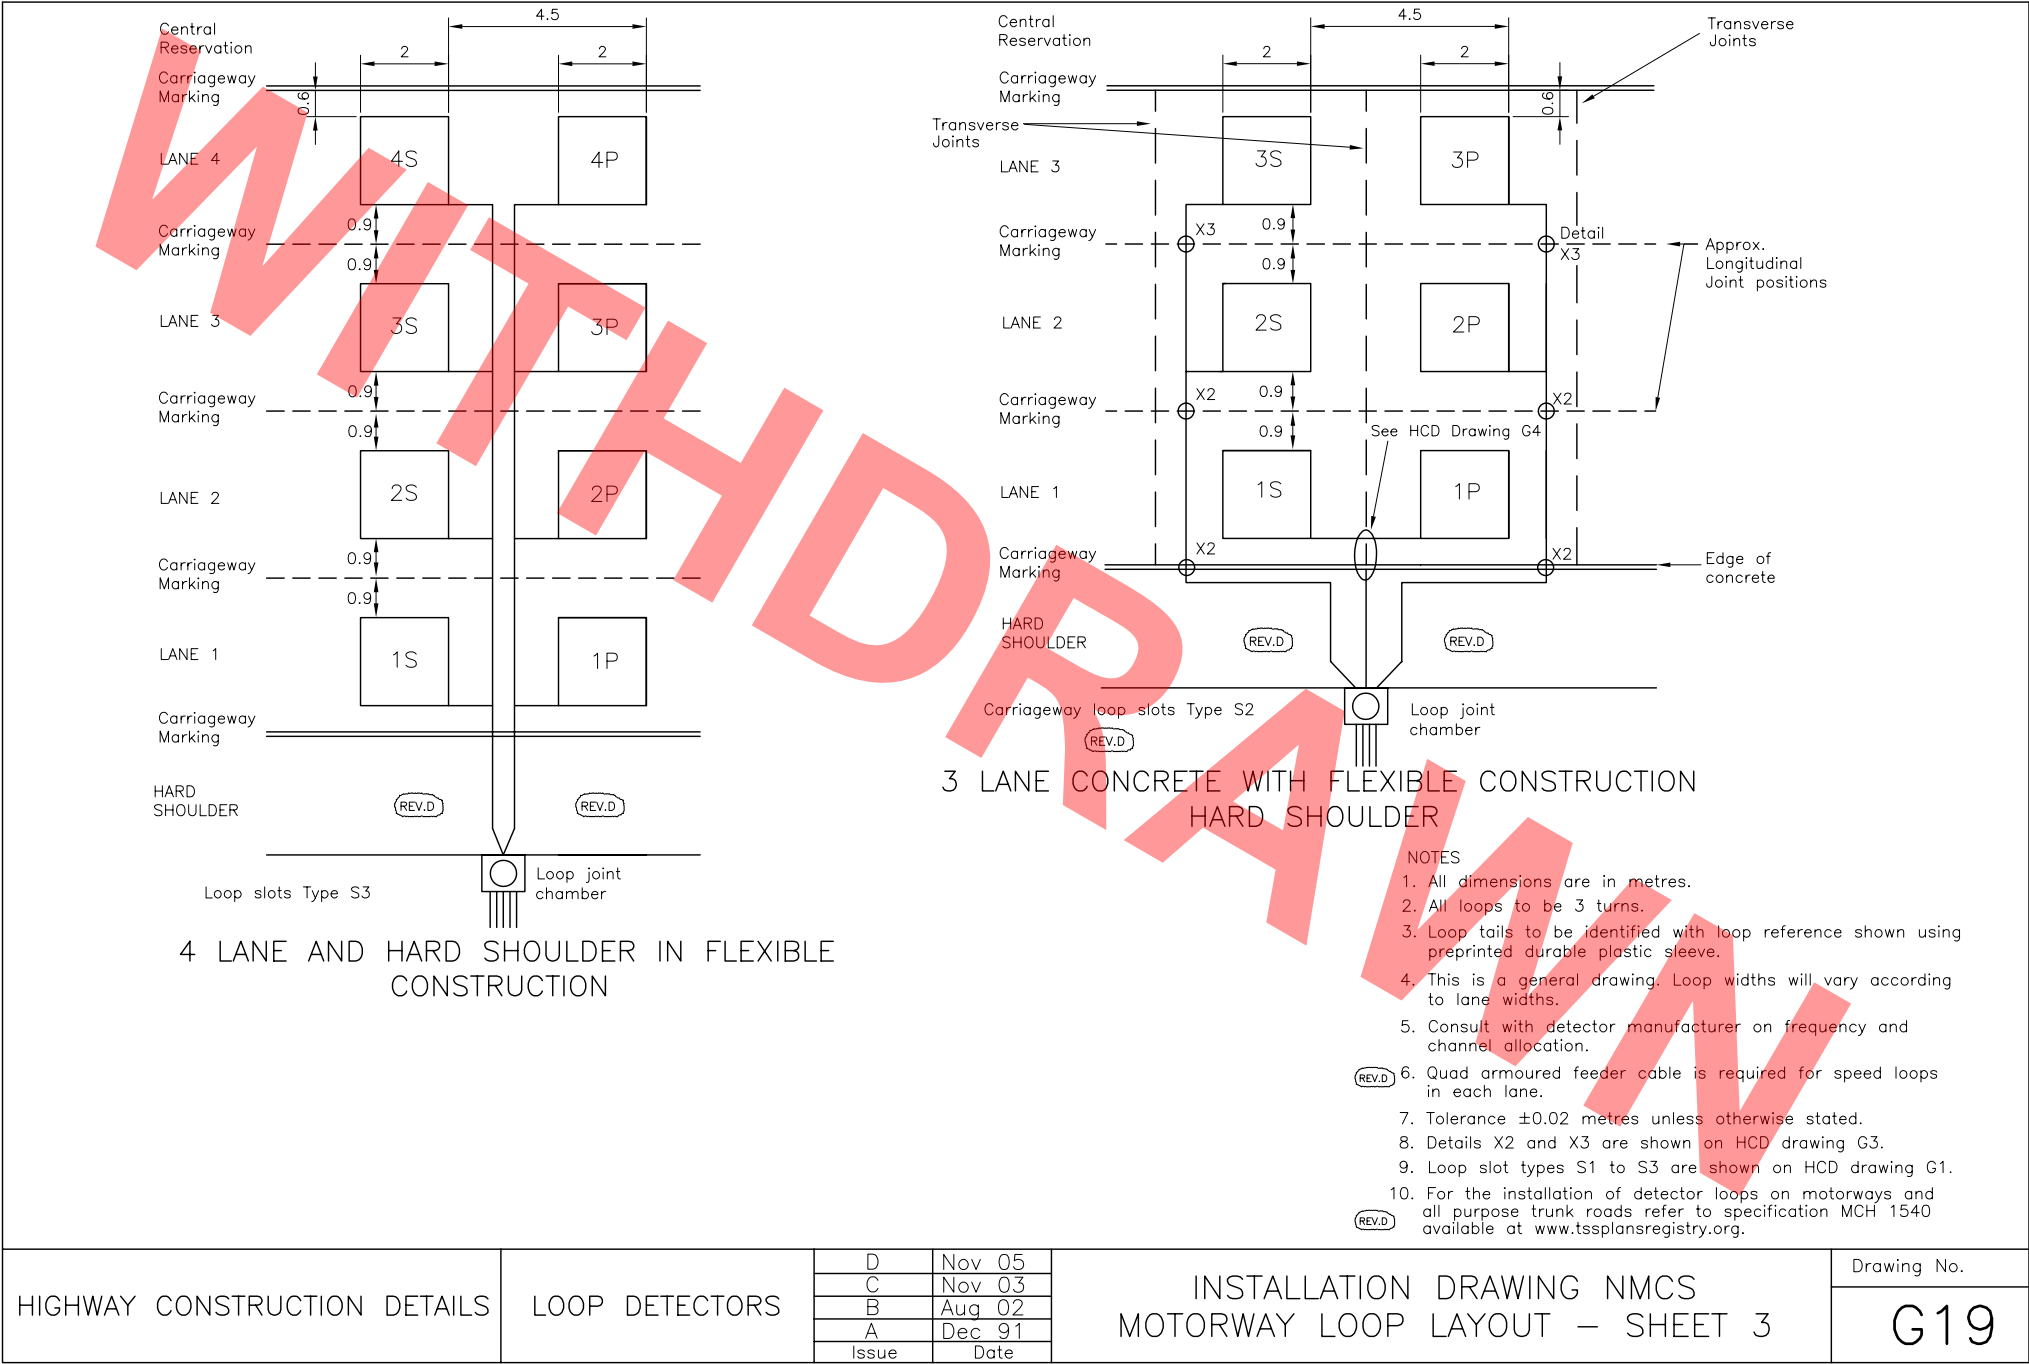 Central
Reservation
4.5
2
2
Carriageway
Marking
0.6
LANE 4
4S
4P
0.9
Carriageway
Marking
0.9
LANE 3
3S
3P
0.9
Carriageway
Marking
0.9
LANE 2
2S
2P
0.9
Carriageway
Marking
0.9
LANE 1
1S
1P
Carriageway
Marking
HARD
SHOULDER
REV.D
REV.D
Loop joint
chamber
Loop slots Type S3
4 LANE AND HARD SHOULDER IN FLEXIBLE
CONSTRUCTION
Central
Reservation
4.5
2
2
Transverse
Joints
Carriageway
Marking
0.6
Transverse
Joints
LANE 3
3S
3P
0.9
Carriageway
Marking
X3
Detail
X3
0.9
Approx.
Longitudinal
Joint positions
LANE 2
2S
2P
0.9
Carriageway
Marking
X2
X2
0.9
See HCD Drawing G4
LANE 1
1S
1P
Carriageway
Marking
X2
X2
Edge of
concrete
HARD
SHOULDER
REV.D
REV.D
Carriageway loop slots Type S2
REV.D
Loop joint
chamber
3 LANE CONCRETE WITH FLEXIBLE CONSTRUCTION
HARD SHOULDER
NOTES
1. All dimensions are in metres.
2. All loops to be 3 turns.
3. Loop tails to be identified with loop reference shown using
preprinted durable plastic sleeve.
4. This is a general drawing. Loop widths will vary according
to lane widths.
5. Consult with detector manufacturer on frequency and
channel allocation.
REV.D 6. Quad armoured feeder cable is required for speed loops
in each lane.
7. Tolerance ±0.02 metres unless otherwise stated.
8. Details X2 and X3 are shown on HCD drawing G3.
9. Loop slot types S1 to S3 are shown on HCD drawing G1.
10. For the installation of detector loops on motorways and
REV.D all purpose trunk roads refer to specification MCH 1540
available at www.tssplansregistry.org.
WITHDRAWN
HIGHWAY CONSTRUCTION DETAILS
LOOP DETECTORS
D Nov 05
C Nov 03
B Aug 02
A Dec 91
Issue Date
INSTALLATION DRAWING NMCS
MOTORWAY LOOP LAYOUT – SHEET 3
Drawing No.
G19